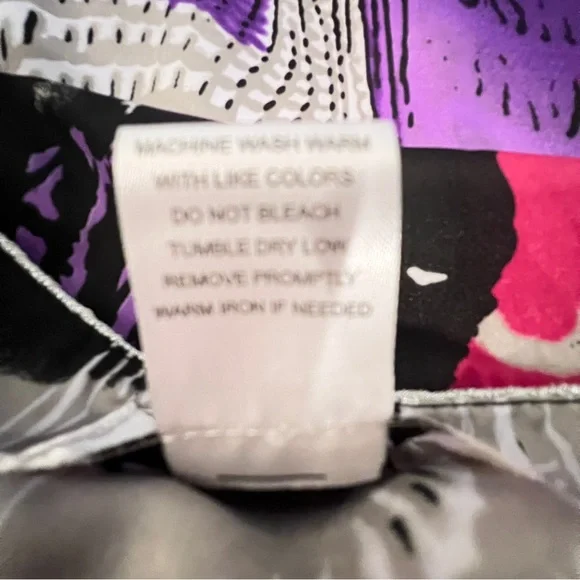 MACHINE WASH WARM
WITH LIKE COLORS
DO NOT BLEACH
TUMBLE DRY LOW
REMOVE PROMPTLY
WARM IRON IF NEEDED